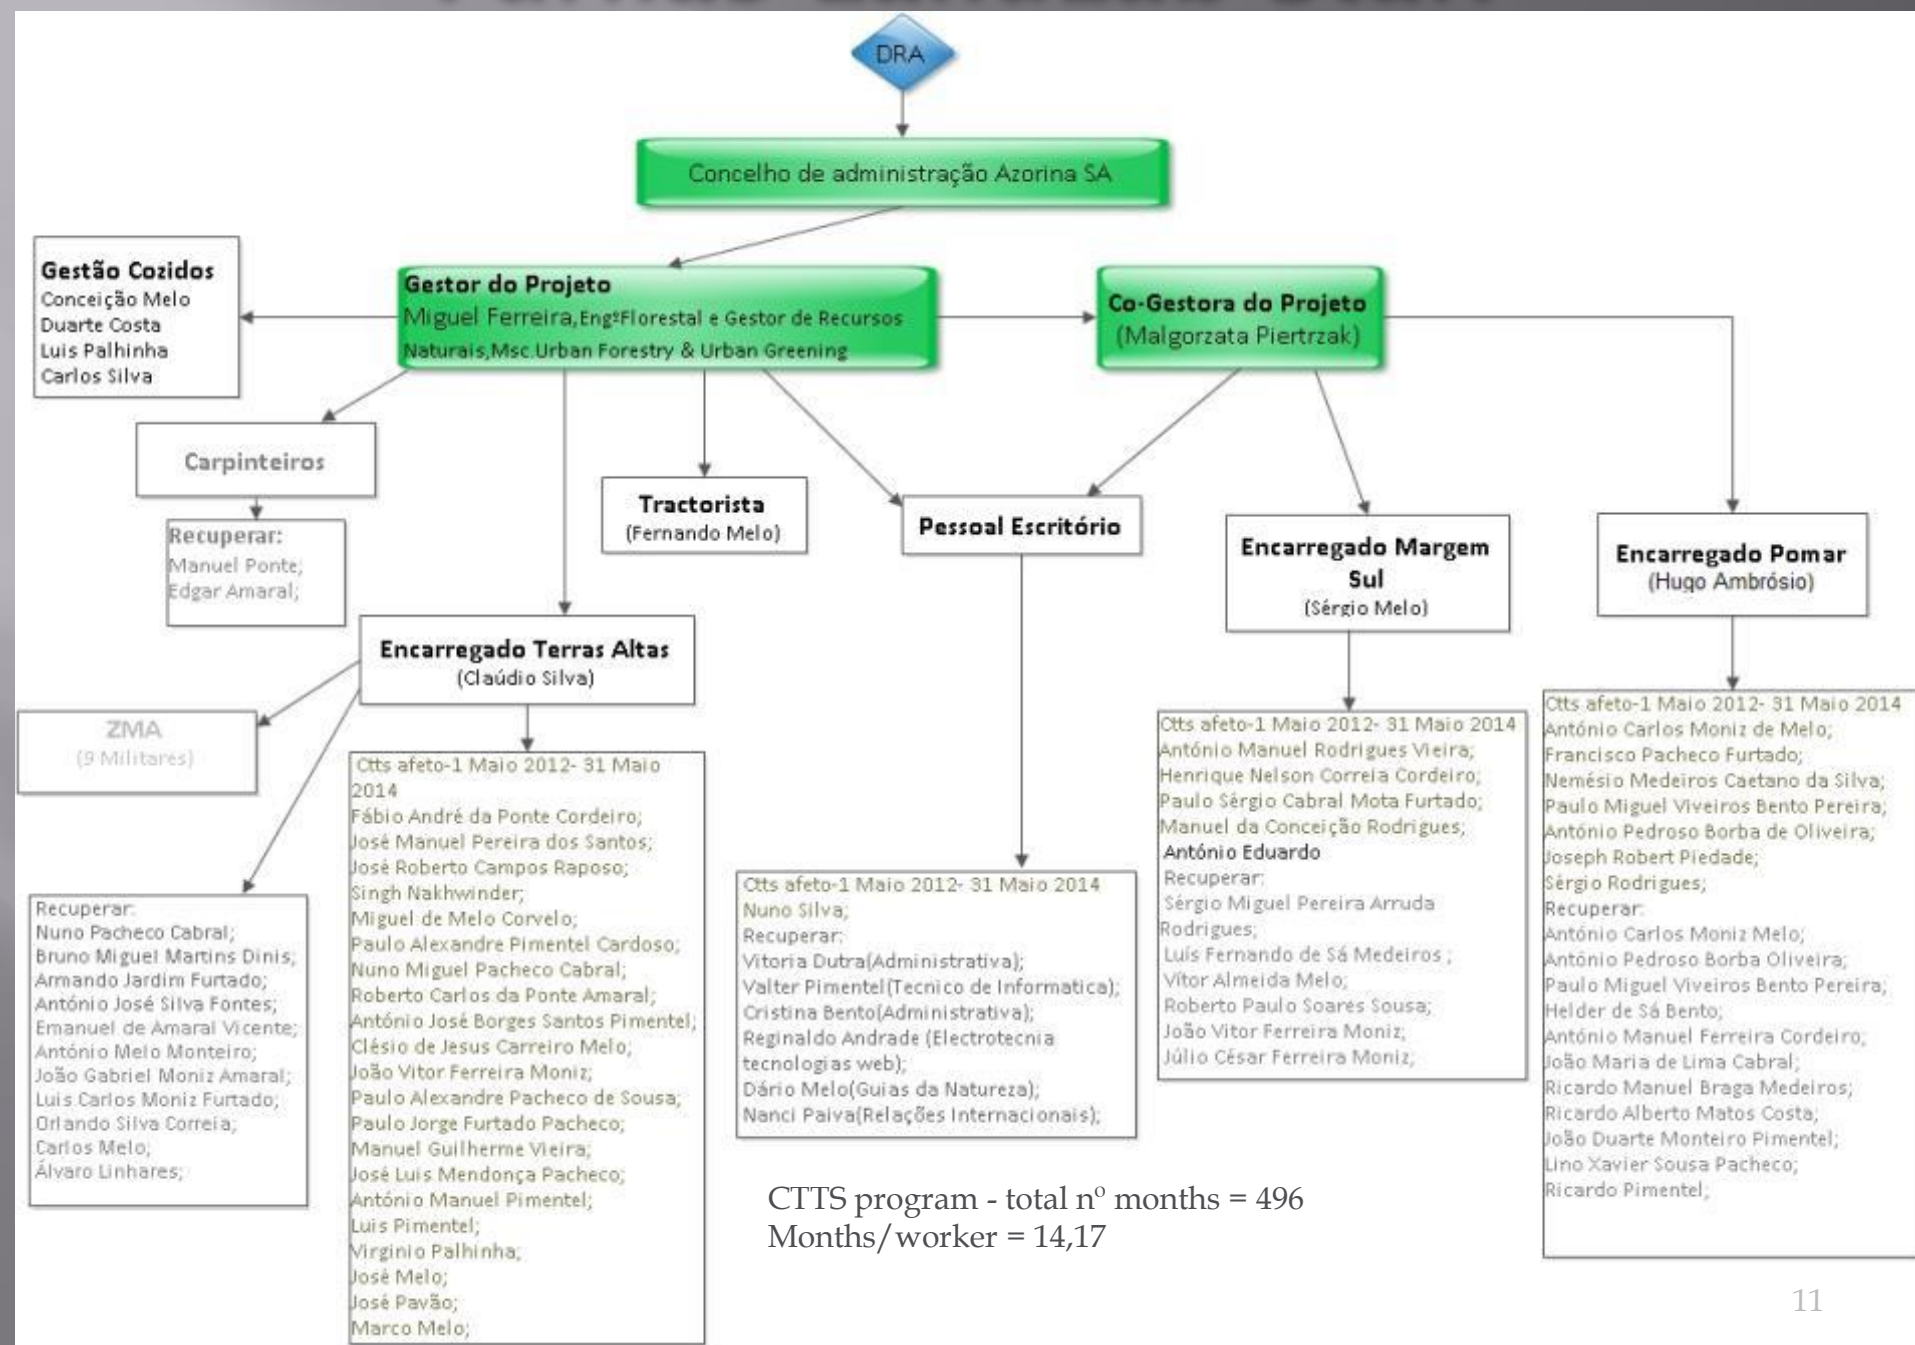 DRA
Concelho de administração Azorina SA
Gestão Cozidos
Conceição Melo
Duarte Costa
Luis Palhinha
Carlos Silva
Gestor do Projeto
Miguel Ferreira,EngºFlorestal e Gestor de Recursos
Naturais,Msc.Urban Forestry & Urban Greening
Co-Gestora do Projeto
(Malgorzata Piertrzak)
Carpinteiros
Recuperar:
Manuel Ponte;
Edgar Amaral;
Tractorista
(Fernando Melo)
Pessoal Escritório
Encarregado Margem
Sul
(Sérgio Melo)
Encarregado Pomar
(Hugo Ambrósio)
Encarregado Terras Altas
(Claúdio Silva)
ZMA
(9 Militares)
Recuperar:
Nuno Pacheco Cabral;
Bruno Miguel Martins Dinis;
Armando Jardim Furtado;
António José Silva Fontes;
Emanuel de Amaral Vicente;
António Melo Monteiro;
João Gabriel Moniz Amaral;
Luis Carlos Moniz Furtado;
Orlando Silva Correia;
Carlos Melo;
Álvaro Linhares;
Ctts afeto-1 Maio 2012- 31 Maio
2014
Fábio André da Ponte Cordeiro;
José Manuel Pereira dos Santos;
José Roberto Campos Raposo;
Singh Nakhwinder;
Miguel de Melo Corvelo;
Paulo Alexandre Pimentel Cardoso;
Nuno Miguel Pacheco Cabral;
Roberto Carlos da Ponte Amaral;
António José Borges Santos Pimentel;
Clésio de Jesus Carreiro Melo;
João Vitor Ferreira Moniz;
Paulo Alexandre Pacheco de Sousa;
Paulo Jorge Furtado Pacheco;
Manuel Guilherme Vieira;
José Luis Mendonça Pacheco;
António Manuel Pimentel;
Luis Pimentel;
Virginio Palhinha;
José Melo;
José Pavão;
Marco Melo;
Ctts afeto-1 Maio 2012- 31 Maio 2014
Nuno Silva;
Recuperar:
Vitoria Dutra(Administrativa);
Valter Pimentel(Tecnico de Informatica);
Cristina Bento(Administrativa);
Reginaldo Andrade (Electrotecnia
tecnologias web);
Dário Melo(Guias da Natureza);
Nanci Paiva(Relações Internacionais);
Ctts afeto-1 Maio 2012- 31 Maio 2014
António Manuel Rodrigues Vieira;
Henrique Nelson Correia Cordeiro;
Paulo Sérgio Cabral Mota Furtado;
Manuel da Conceição Rodrigues;
António Eduardo
Recuperar:
Sérgio Miguel Pereira Arruda
Rodrigues;
Luís Fernando de Sá Medeiros ;
Vítor Almeida Melo;
Roberto Paulo Soares Sousa;
João Vitor Ferreira Moniz;
Júlio César Ferreira Moniz;
Ctts afeto-1 Maio 2012- 31 Maio 2014
António Carlos Moniz de Melo;
Francisco Pacheco Furtado;
Nemésio Medeiros Caetano da Silva;
Paulo Miguel Viveiros Bento Pereira;
António Pedroso Borba de Oliveira;
Joseph Robert Piedade;
Sérgio Rodrigues;
Recuperar:
António Carlos Moniz Melo;
António Pedroso Borba Oliveira;
Paulo Miguel Viveiros Bento Pereira;
Helder de Sá Bento;
António Manuel Ferreira Cordeiro;
João Maria de Lima Cabral;
Ricardo Manuel Braga Medeiros;
Ricardo Alberto Matos Costa;
João Duarte Monteiro Pimentel;
Lino Xavier Sousa Pacheco;
Ricardo Pimentel;
CTTS program - total nº months = 496
Months/worker = 14,17
11